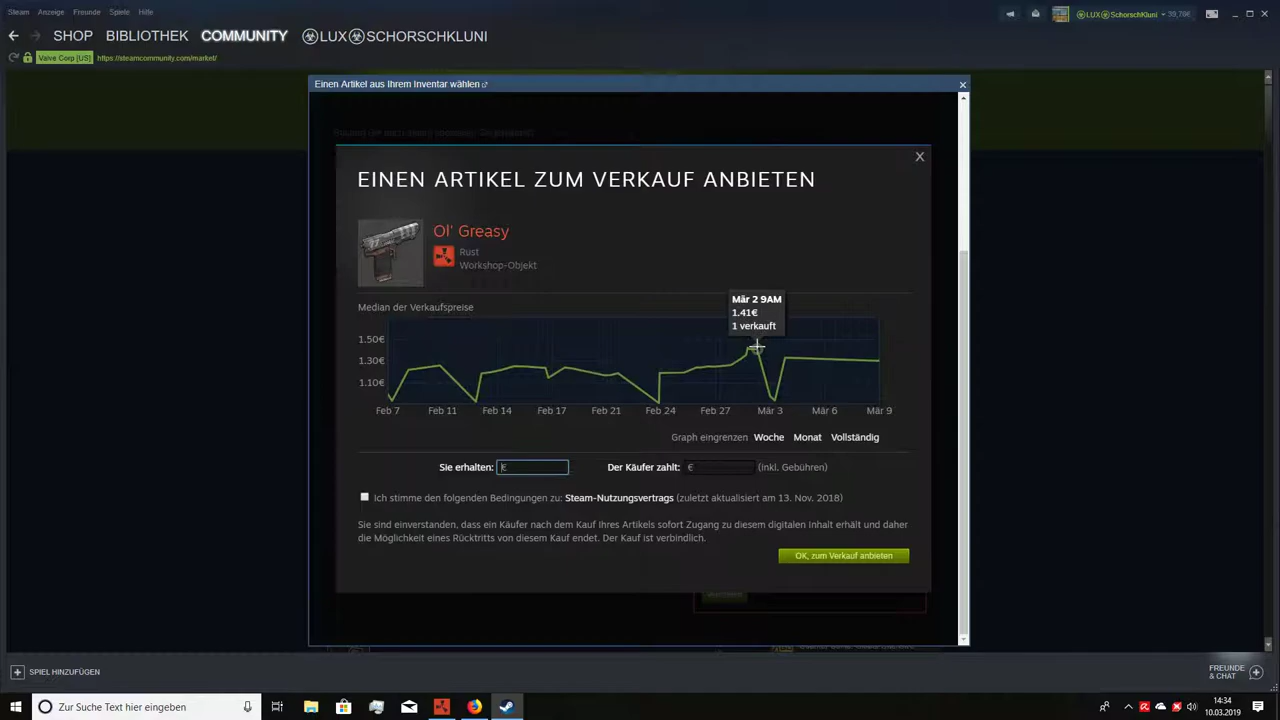 Steam Anzeige Freunde Spiele Hilfe
LUX SchorschKluni 39,78€
SHOP BIBLIOTHEK COMMUNITY LUX SCHORSCHKLUNI
Valve Corp [US] https://steamcommunity.com/market/
Einen Artikel aus Ihrem Inventar wählen
X
EINEN ARTIKEL ZUM VERKAUF ANBIETEN
Ol' Greasy
Rust
Workshop-Objekt
Median der Verkaufspreise
Mär 2 9AM
1.41€
1 verkauft
1.50€
1.30€
1.10€
Feb 7 Feb 11 Feb 14 Feb 17 Feb 21 Feb 24 Feb 27 Mär 3 Mär 6 Mär 9
Graph eingrenzen Woche Monat Vollständig
Sie erhalten: € Der Käufer zahlt: € (inkl. Gebühren)
Ich stimme den folgenden Bedingungen zu: Steam-Nutzungsvertrags (zuletzt aktualisiert am 13. Nov. 2018)
Sie sind einverstanden, dass ein Käufer nach dem Kauf Ihres Artikels sofort Zugang zu diesem digitalen Inhalt erhält und daher
die Möglichkeit eines Rücktritts von diesem Kauf endet. Der Kauf ist verbindlich.
OK, zum Verkauf anbieten
SPIEL HINZUFÜGEN
FREUNDE
& CHAT
Zur Suche Text hier eingeben
14:34
10.03.2019